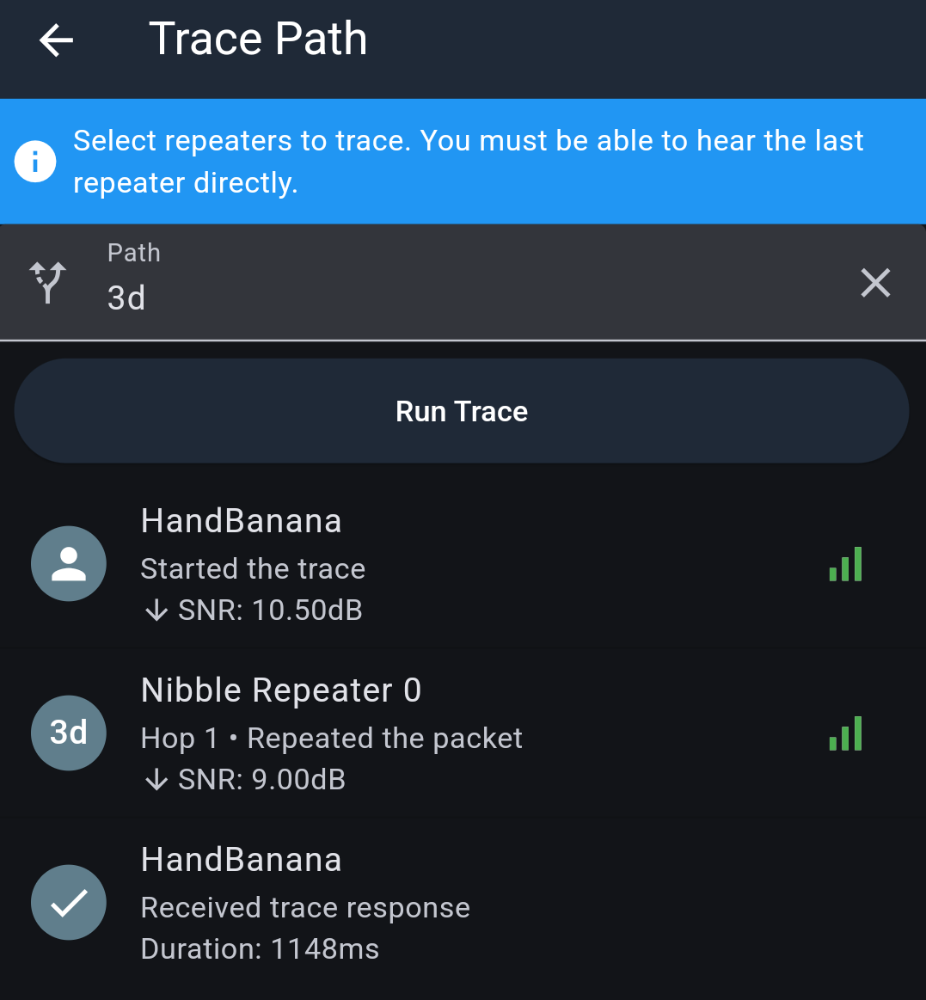 Trace Path
Select repeaters to trace. You must be able to hear the last
repeater directly.
Path
3d
Run Trace
HandBanana
Started the trace
↓ SNR: 10.50dB
3d
Nibble Repeater 0
Hop 1 • Repeated the packet
↓ SNR: 9.00dB
HandBanana
Received trace response
Duration: 1148ms